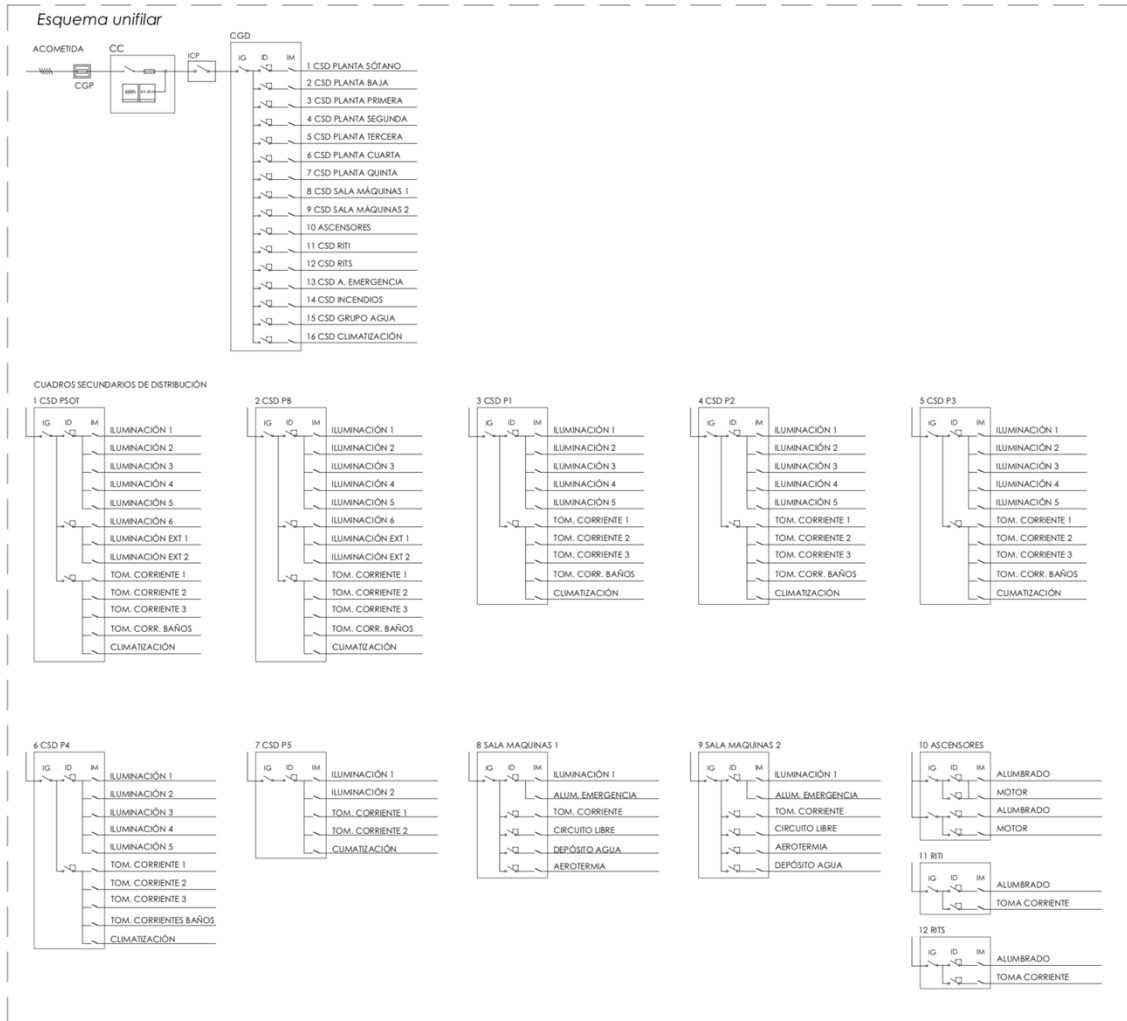 Esquema unifilar
ACOMETIDA
CGP
CC
kWh kV.Arh
ICP
CGD
IG ID IM
1 CSD PLANTA SÓTANO
2 CSD PLANTA BAJA
3 CSD PLANTA PRIMERA
4 CSD PLANTA SEGUNDA
5 CSD PLANTA TERCERA
6 CSD PLANTA CUARTA
7 CSD PLANTA QUINTA
8 CSD SALA MÁQUINAS 1
9 CSD SALA MÁQUINAS 2
10 ASCENSORES
11 CSD RITI
12 CSD RITS
13 CSD A. EMERGENCIA
14 CSD INCENDIOS
15 CSD GRUPO AGUA
16 CSD CLIMATIZACIÓN
CUADROS SECUNDARIOS DE DISTRIBUCIÓN
1 CSD PSOT
IG ID IM
ILUMINACIÓN 1
ILUMINACIÓN 2
ILUMINACIÓN 3
ILUMINACIÓN 4
ILUMINACIÓN 5
ILUMINACIÓN 6
ILUMINACIÓN EXT 1
ILUMINACIÓN EXT 2
TOM. CORRIENTE 1
TOM. CORRIENTE 2
TOM. CORRIENTE 3
TOM. CORR. BAÑOS
CLIMATIZACIÓN
2 CSD PB
IG ID IM
ILUMINACIÓN 1
ILUMINACIÓN 2
ILUMINACIÓN 3
ILUMINACIÓN 4
ILUMINACIÓN 5
ILUMINACIÓN 6
ILUMINACIÓN EXT 1
ILUMINACIÓN EXT 2
TOM. CORRIENTE 1
TOM. CORRIENTE 2
TOM. CORRIENTE 3
TOM. CORR. BAÑOS
CLIMATIZACIÓN
3 CSD P1
IG ID IM
ILUMINACIÓN 1
ILUMINACIÓN 2
ILUMINACIÓN 3
ILUMINACIÓN 4
ILUMINACIÓN 5
TOM. CORRIENTE 1
TOM. CORRIENTE 2
TOM. CORRIENTE 3
TOM. CORR. BAÑOS
CLIMATIZACIÓN
4 CSD P2
IG ID IM
ILUMINACIÓN 1
ILUMINACIÓN 2
ILUMINACIÓN 3
ILUMINACIÓN 4
ILUMINACIÓN 5
TOM. CORRIENTE 1
TOM. CORRIENTE 2
TOM. CORRIENTE 3
TOM. CORR. BAÑOS
CLIMATIZACIÓN
5 CSD P3
IG ID IM
ILUMINACIÓN 1
ILUMINACIÓN 2
ILUMINACIÓN 3
ILUMINACIÓN 4
ILUMINACIÓN 5
TOM. CORRIENTE 1
TOM. CORRIENTE 2
TOM. CORRIENTE 3
TOM. CORR. BAÑOS
CLIMATIZACIÓN
6 CSD P4
IG ID IM
ILUMINACIÓN 1
ILUMINACIÓN 2
ILUMINACIÓN 3
ILUMINACIÓN 4
ILUMINACIÓN 5
TOM. CORRIENTE 1
TOM. CORRIENTE 2
TOM. CORRIENTE 3
TOM. CORRIENTES BAÑOS
CLIMATIZACIÓN
7 CSD P5
IG ID IM
ILUMINACIÓN 1
ILUMINACIÓN 2
TOM. CORRIENTE 1
TOM. CORRIENTE 2
CLIMATIZACIÓN
8 SALA MAQUINAS 1
IG ID IM
ILUMINACIÓN 1
ALUM. EMERGENCIA
TOM. CORRIENTE
CIRCUITO LIBRE
DEPÓSITO AGUA
AEROTERMIA
9 SALA MAQUINAS 2
IG ID IM
ILUMINACIÓN 1
ALUM. EMERGENCIA
TOM. CORRIENTE
CIRCUITO LIBRE
AEROTERMIA
DEPÓSITO AGUA
10 ASCENSORES
IG ID IM
ALUMBRADO
MOTOR
ALUMBRADO
MOTOR
11 RITI
IG ID IM
ALUMBRADO
TOMA CORRIENTE
12 RITS
IG ID IM
ALUMBRADO
TOMA CORRIENTE